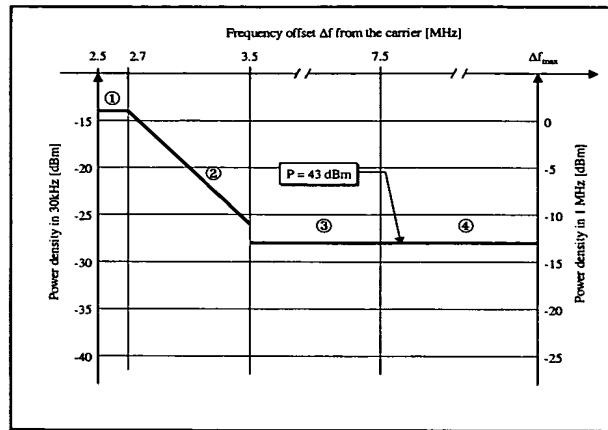 Frequency offset Δf from the carrier [MHz]
2.5 2.7 3.5 7.5 Δfmax
①
-15 0
②
-20 -5
P = 43 dBm
-25 -10
③ ④
-30 -15
-35 -20
-40 -25
Power density in 30kHz [dBm]
Power density in 1 MHz [dBm]